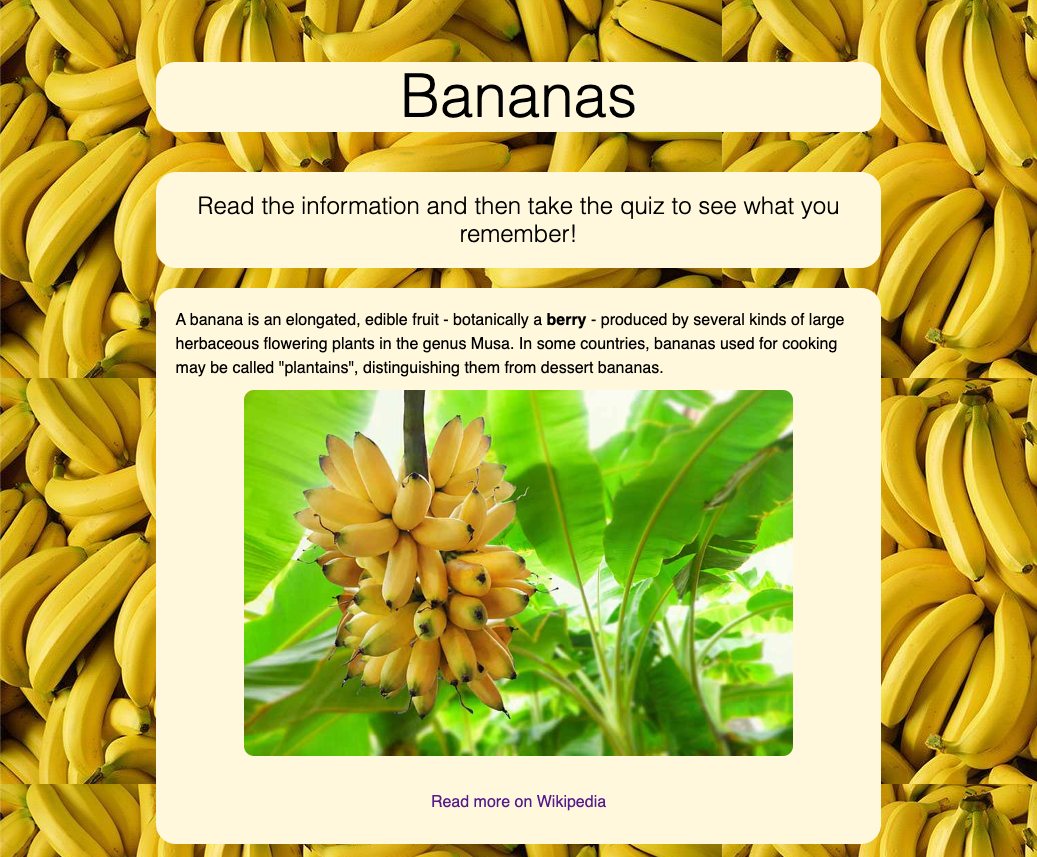 Bananas
Read the information and then take the quiz to see what you
remember!
A banana is an elongated, edible fruit - botanically a berry - produced by several kinds of large
herbaceous flowering plants in the genus Musa. In some countries, bananas used for cooking
may be called "plantains", distinguishing them from dessert bananas.
Read more on Wikipedia